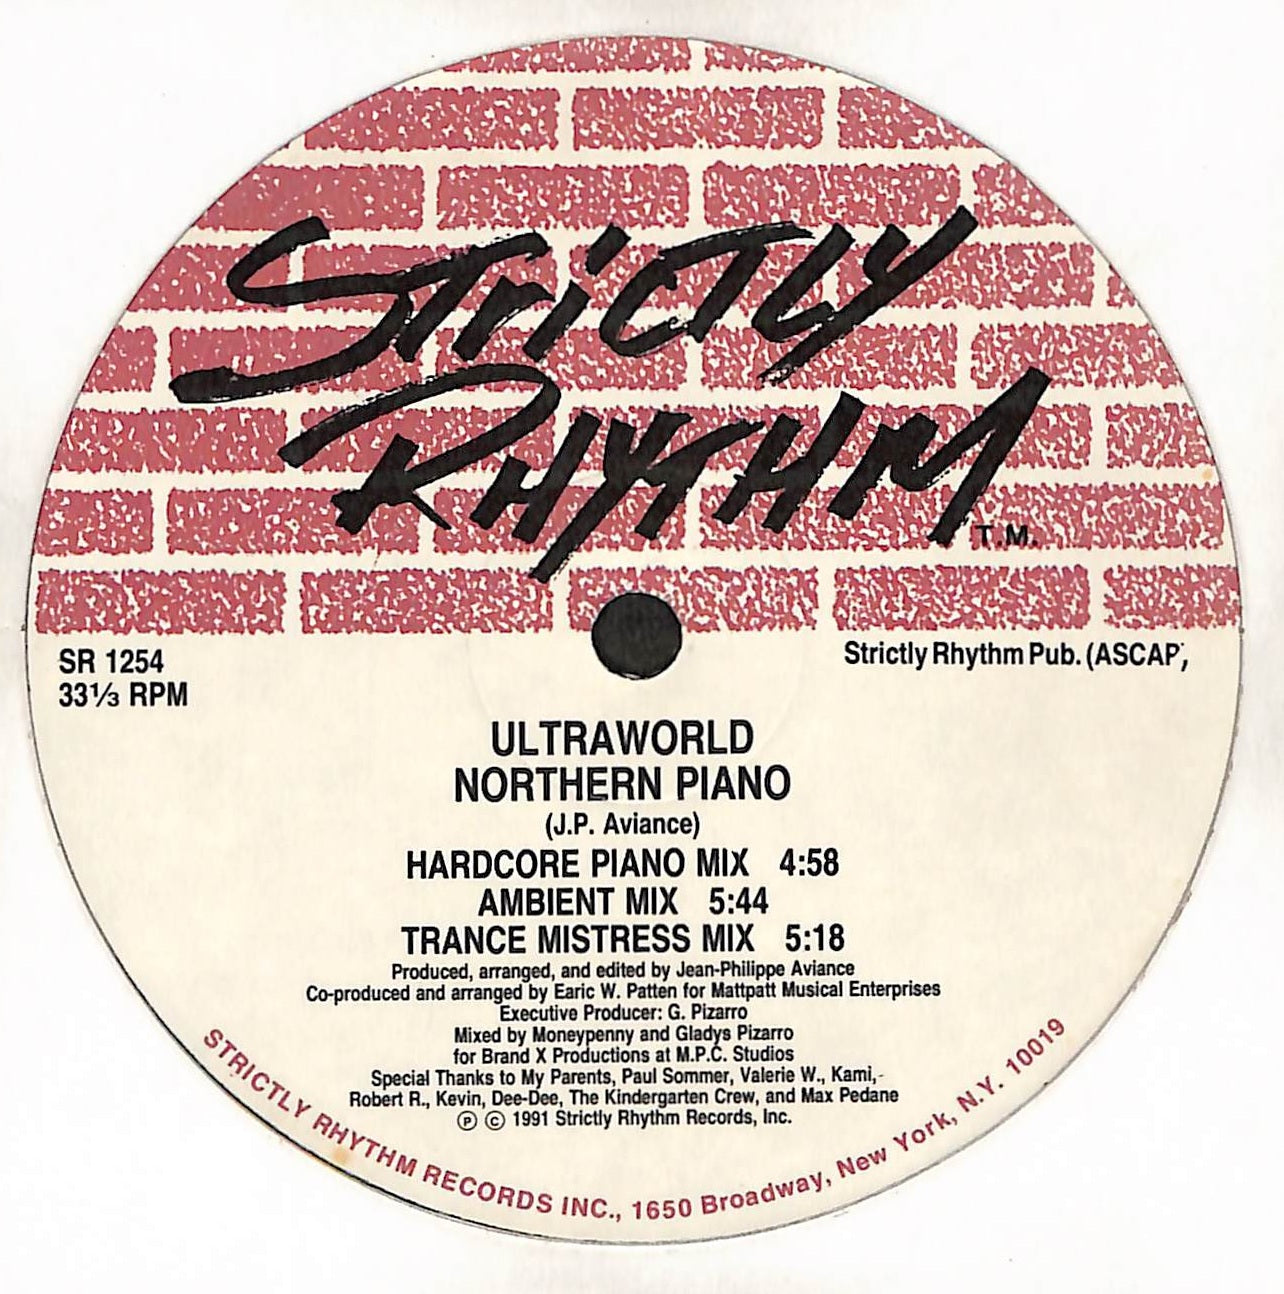 STRICTLY
RHYTHM
T.M.
SR 1254
33⅓ RPM
Strictly Rhythm Pub. (ASCAP)
ULTRAWORLD
NORTHERN PIANO
(J.P. Aviance)
HARDCORE PIANO MIX 4:58
AMBIENT MIX 5:44
TRANCE MISTRESS MIX 5:18
Produced, arranged, and edited by Jean-Philippe Aviance
Co-produced and arranged by Earic W. Patten for Mattpatt Musical Enterprises
Executive Producer: G. Pizarro
Mixed by Moneypenny and Gladys Pizarro
for Brand X Productions at M.P.C. Studios
Special Thanks to My Parents, Paul Sommer, Valerie W., Kami,
Robert R., Kevin, Dee-Dee, The Kindergarten Crew, and Max Pedane
Ⓟ © 1991 Strictly Rhythm Records, Inc.
STRICTLY RHYTHM RECORDS INC., 1650 Broadway, New York, N.Y. 10019